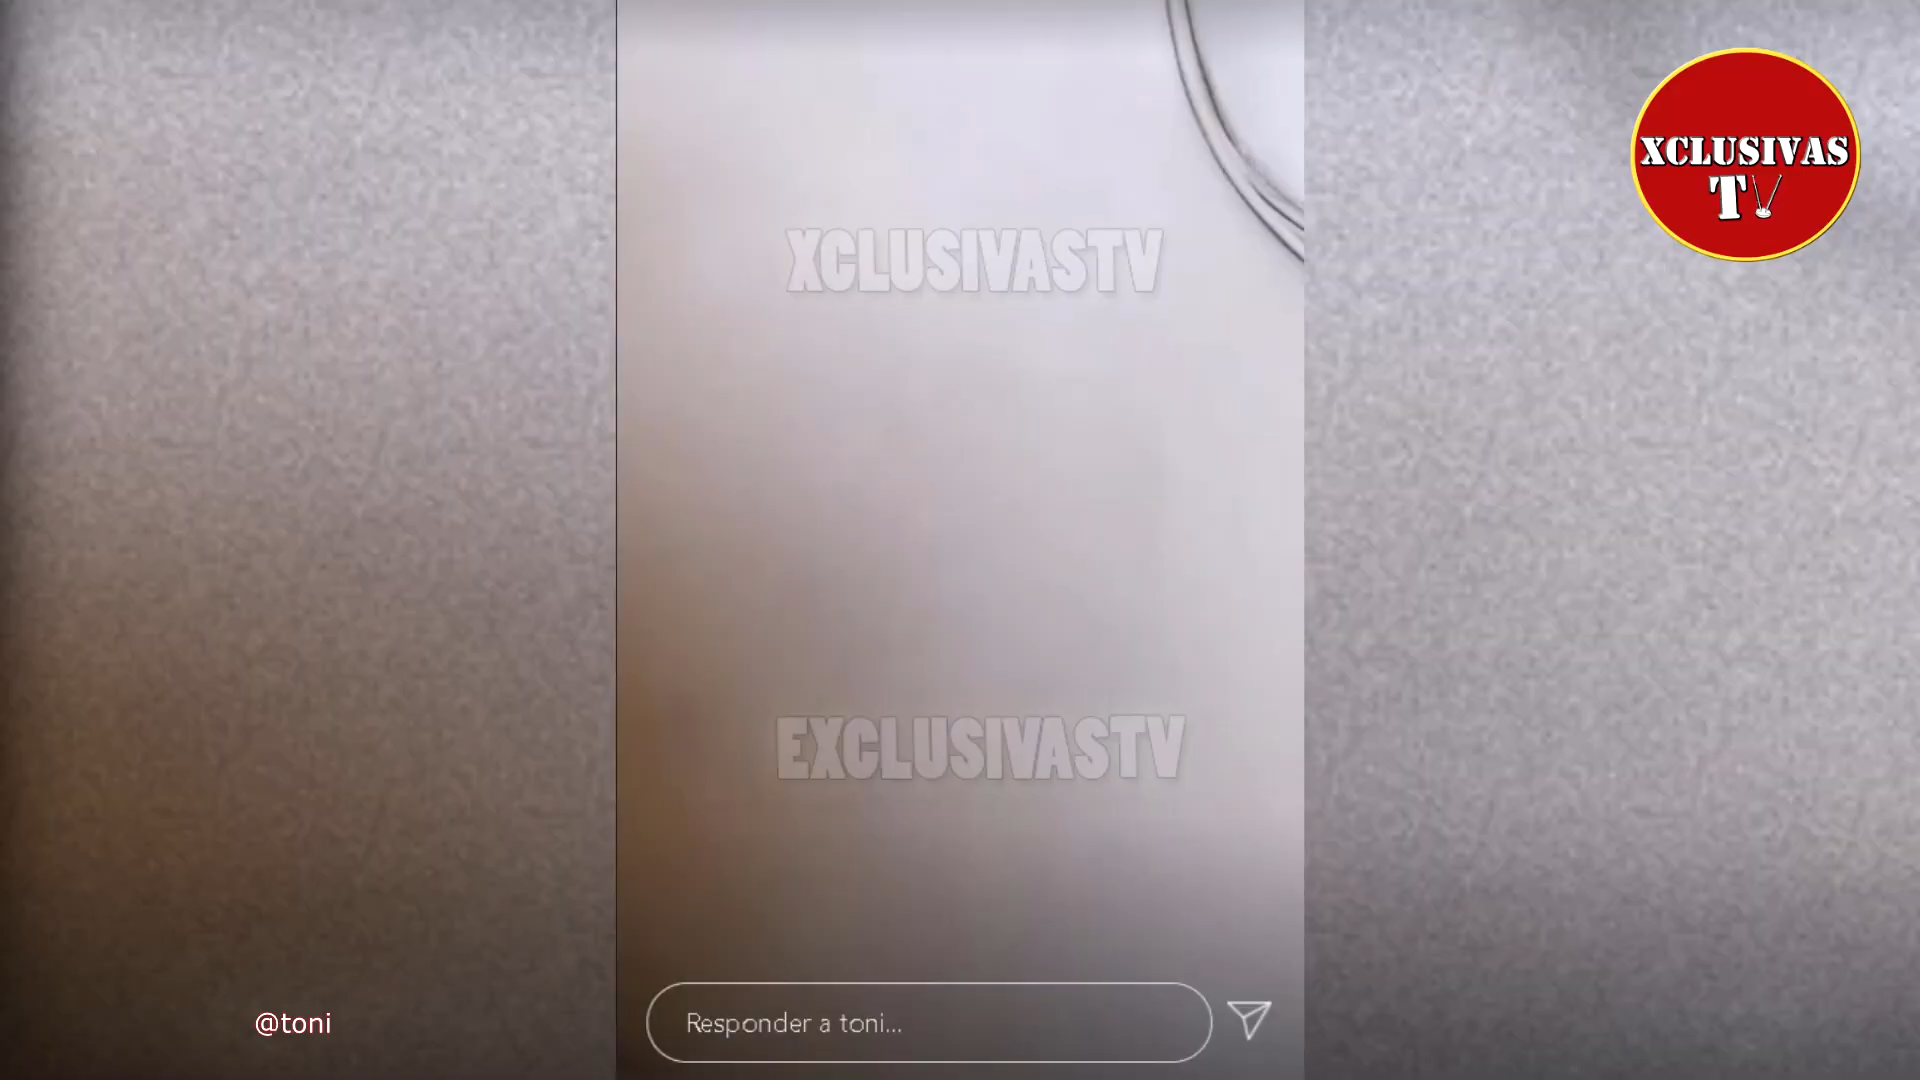 XCLUSIVAS
TV
XCLUSIVASTV
EXCLUSIVASTV
@toni
Responder a toni...